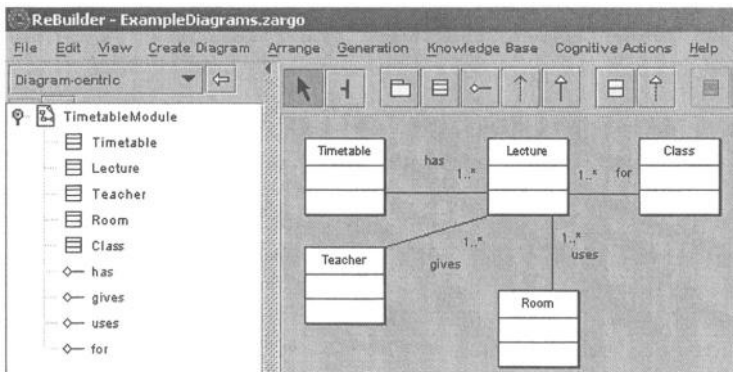 ReBuilder - ExampleDiagrams.zargo
File Edit View Create Diagram Arrange Generation Knowledge Base Cognitive Actions Help
Diagram-centric
TimetableModule
Timetable
Lecture
Teacher
Room
Class
has
gives
uses
for
Timetable
has
1..*
Lecture
1..*
for
Class
Teacher
1..*
gives
1..*
uses
Room